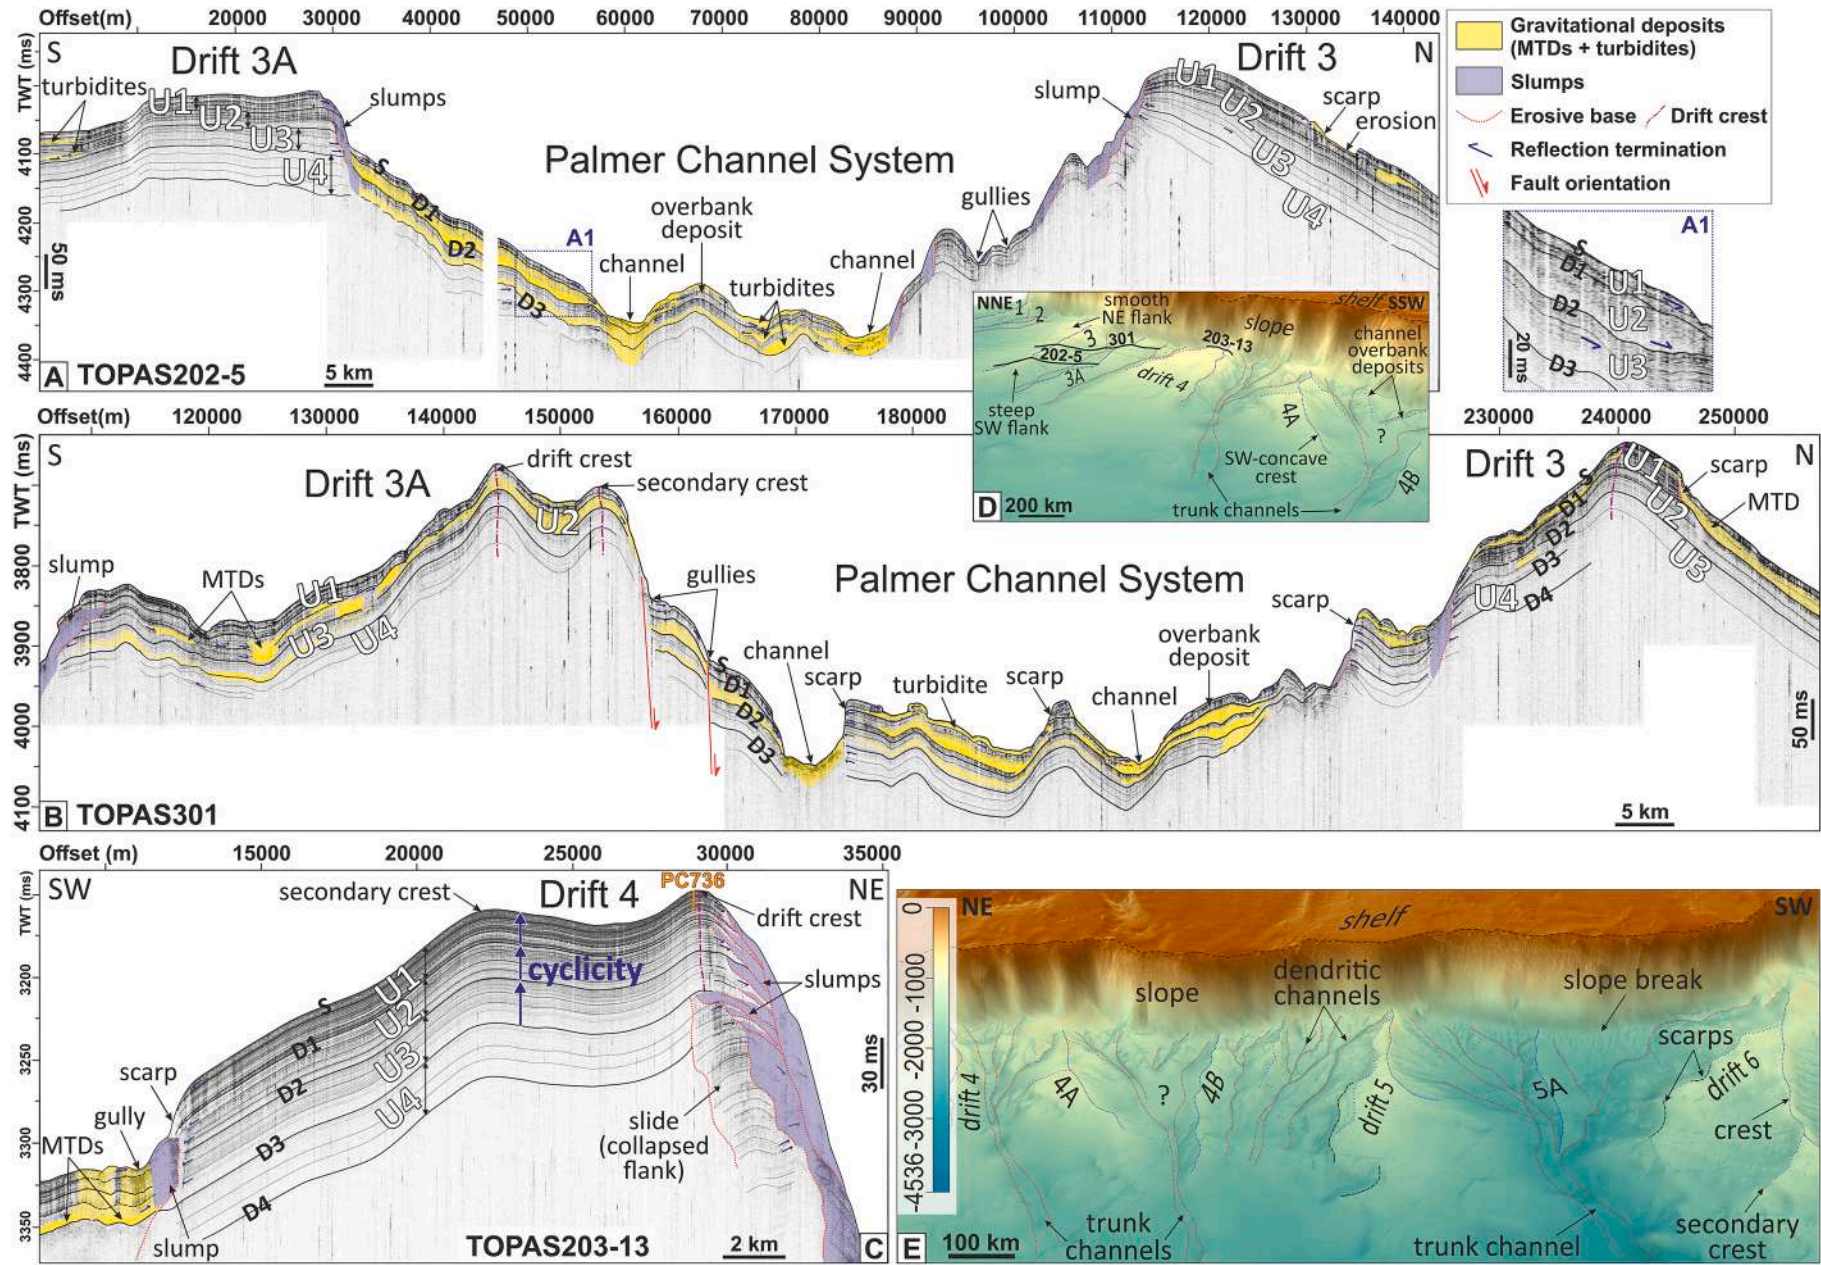 Offset(m) 20000 30000 40000 50000 60000 70000 80000 90000 100000 110000 120000 130000 140000
S Drift 3A Drift 3 N
TWT (ms)
4100
4200
4300
4400
turbidites
U1
U2
U3
U4
slumps
S
D1
D2
D3
Palmer Channel System
A1
channel
overbank
deposit
turbidites
channel
gullies
slump
U1
U2
U3
U4
scarp
erosion
50 ms
A TOPAS202-5
5 km
Gravitational deposits
(MTDs + turbidites)
Slumps
Erosive base
Drift crest
Reflection termination
Fault orientation
A1
S
D1
U1
D2
U2
D3
U3
20 ms
NNE
1
2
smooth
NE flank
shelf
SSW
slope
3
301
203-13
202-5
3A
drift 4
channel
overbank
deposits
steep
SW flank
4A
?
SW-concave
crest
4B
trunk channels
D 200 km
Offset(m) 120000 130000 140000 150000 160000 170000 180000 230000 240000 250000
S Drift 3A Drift 3 N
TWT (ms)
3800
3900
4000
4100
slump
MTDs
U1
U3
U4
drift crest
secondary crest
U2
gullies
S
D1
D2
D3
Palmer Channel System
channel
scarp
turbidite
scarp
channel
overbank
deposit
scarp
S
D1
D2
D3
D4
U4
U1
U2
U3
scarp
MTD
50 ms
B TOPAS301
5 km
Offset (m) 15000 20000 25000 30000 35000
SW Drift 4 NE
TWT (ms)
3200
3250
3300
3350
secondary crest
PC736
drift crest
cyclicity
slumps
S
U1
D1
U2
D2
U3
D3
U4
D4
scarp
gully
MTDs
slump
slide
(collapsed
flank)
30 ms
TOPAS203-13
2 km
C
0
-1000
-2000
-3000
-4536
NE
shelf
SW
slope
dendritic
channels
slope break
scarps
drift 4
4A
?
4B
drift 5
5A
drift 6
crest
trunk
channels
trunk channel
secondary
crest
E 100 km